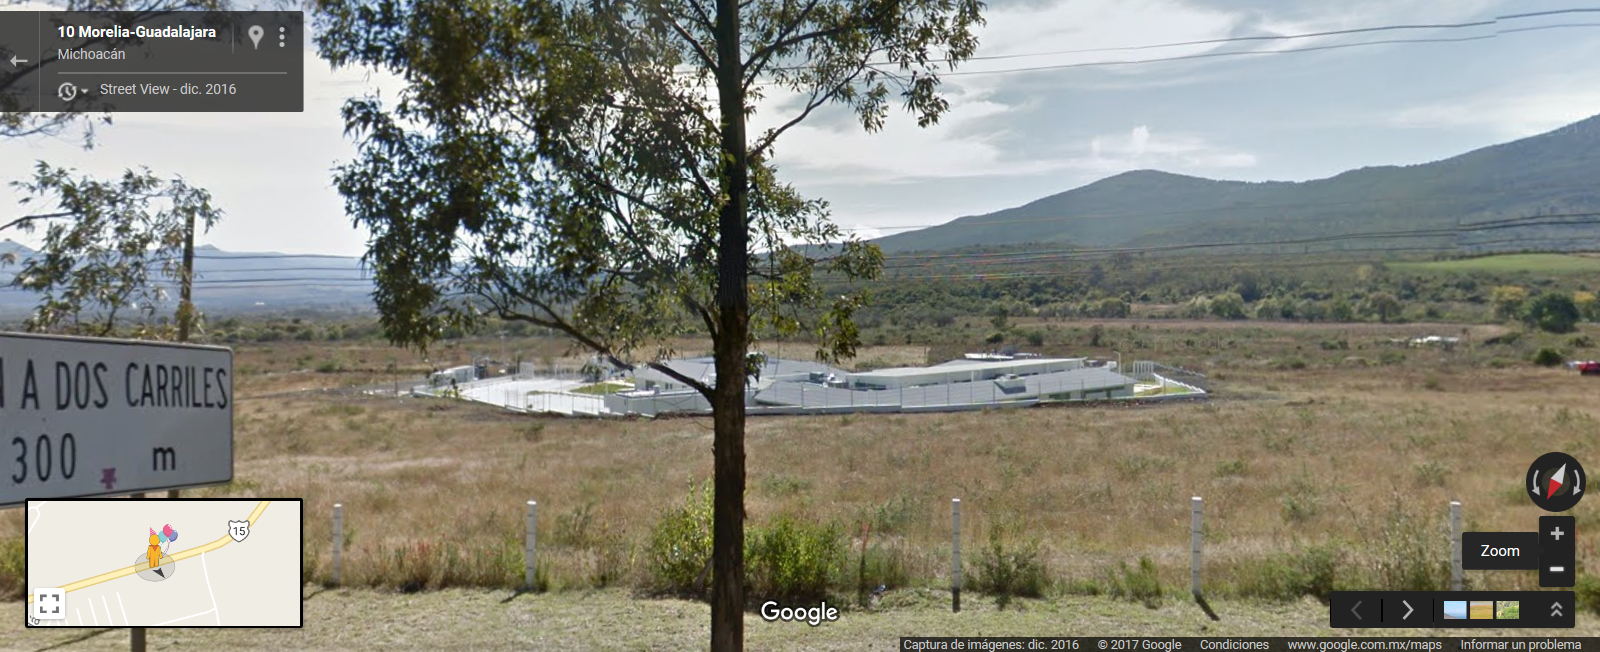 10 Morelia-Guadalajara
Michoacán
Street View - dic. 2016
A DOS CARRILES
300 m
15
Zoom
Google
Captura de imágenes: dic. 2016 © 2017 Google Condiciones www.google.com.mx/maps Informar un problema